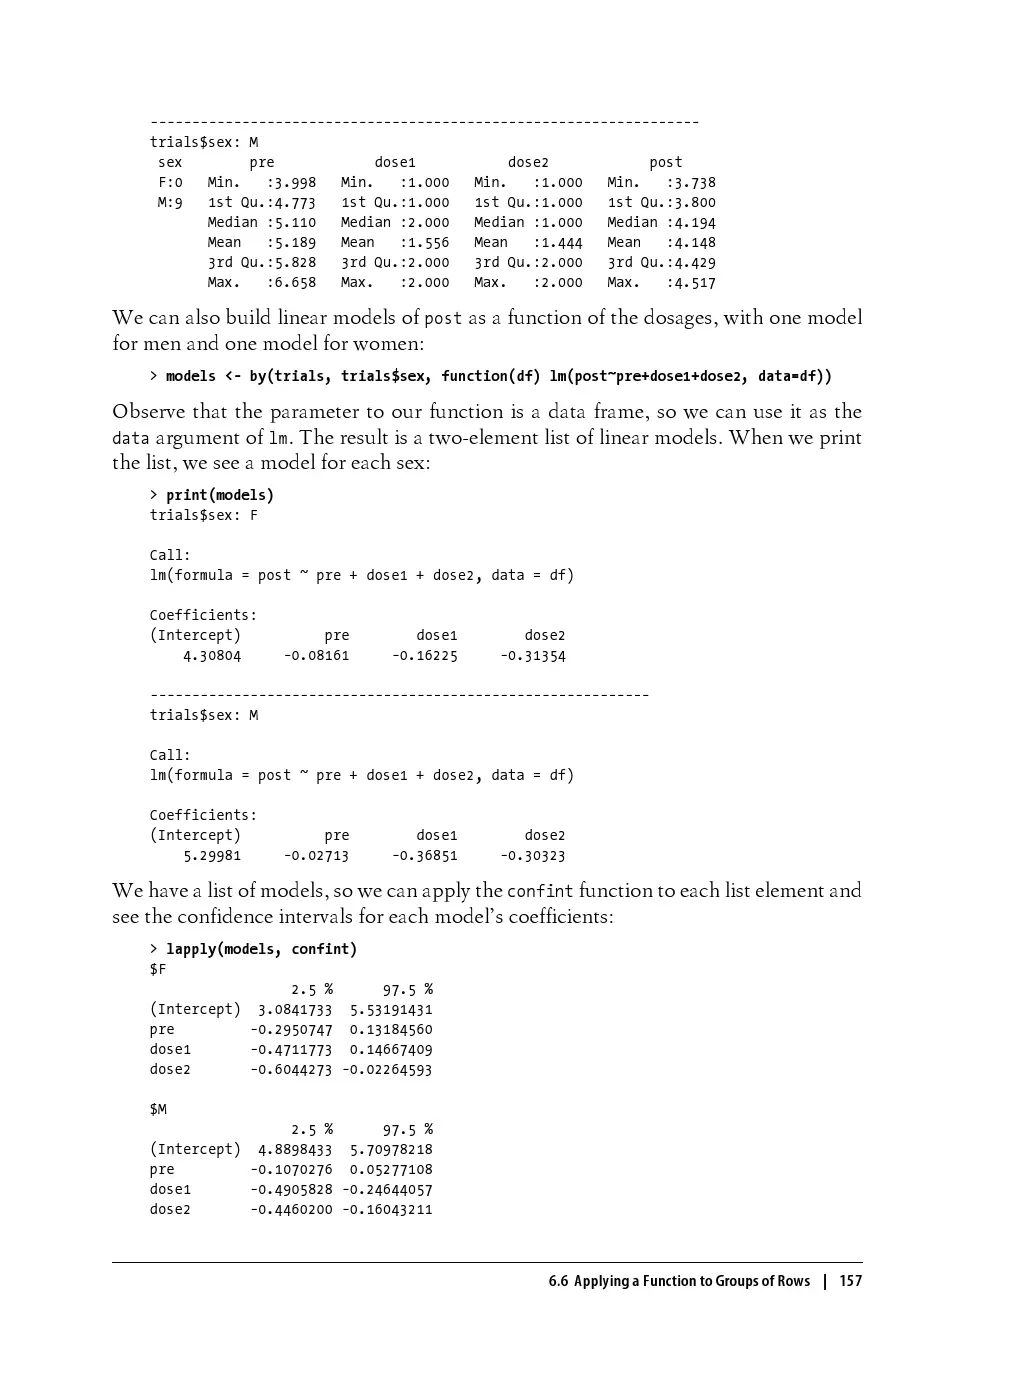 ------------------------------------------------------------------
trials$sex: M
 sex        pre            dose1           dose2            post
 F:0   Min.   :3.998   Min.   :1.000   Min.   :1.000   Min.   :3.738
 M:9   1st Qu.:4.773   1st Qu.:1.000   1st Qu.:1.000   1st Qu.:3.800
       Median :5.110   Median :2.000   Median :1.000   Median :4.194
       Mean   :5.189   Mean   :1.556   Mean   :1.444   Mean   :4.148
       3rd Qu.:5.828   3rd Qu.:2.000   3rd Qu.:2.000   3rd Qu.:4.429
       Max.   :6.658   Max.   :2.000   Max.   :2.000   Max.   :4.517
We can also build linear models of post as a function of the dosages, with one model
for men and one model for women:
> models <- by(trials, trials$sex, function(df) lm(post~pre+dose1+dose2, data=df))
Observe that the parameter to our function is a data frame, so we can use it as the
data argument of lm. The result is a two-element list of linear models. When we print
the list, we see a model for each sex:
> print(models)
trials$sex: F
Call:
lm(formula = post ~ pre + dose1 + dose2, data = df)
Coefficients:
(Intercept)          pre        dose1        dose2
    4.30804     -0.08161     -0.16225     -0.31354
------------------------------------------------------------
trials$sex: M
Call:
lm(formula = post ~ pre + dose1 + dose2, data = df)
Coefficients:
(Intercept)          pre        dose1        dose2
    5.29981     -0.02713     -0.36851     -0.30323
We have a list of models, so we can apply the confint function to each list element and
see the confidence intervals for each model's coefficients:
> lapply(models, confint)
$F
                 2.5 %      97.5 %
(Intercept)  3.0841733  5.53191431
pre         -0.2950747  0.13184560
dose1       -0.4711773  0.14667409
dose2       -0.6044273 -0.02264593
$M
                 2.5 %      97.5 %
(Intercept)  4.8898433  5.70978218
pre         -0.1070276  0.05277108
dose1       -0.4905828 -0.24644057
dose2       -0.4460200 -0.16043211
6.6 Applying a Function to Groups of Rows | 157